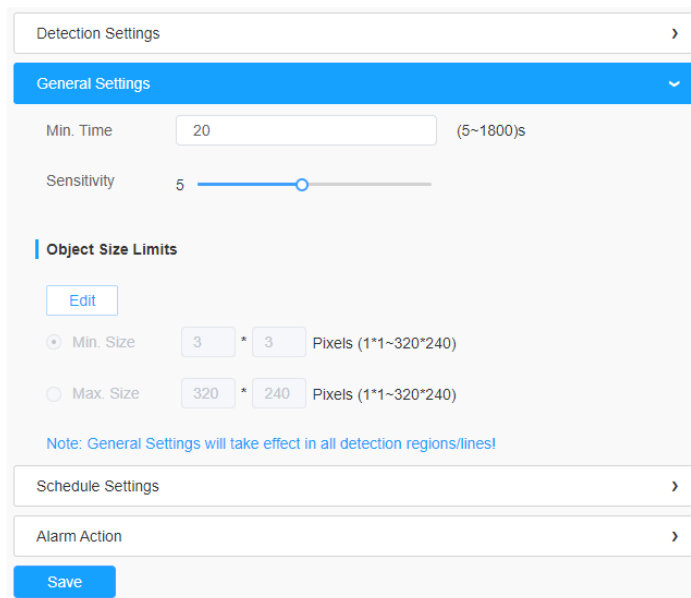 Detection Settings
General Settings
Min. Time 20 (5~1800)s
Sensitivity 5
Object Size Limits
Edit
Min. Size 3 * 3 Pixels (1*1~320*240)
Max. Size 320 * 240 Pixels (1*1~320*240)
Note: General Settings will take effect in all detection regions/lines!
Schedule Settings
Alarm Action
Save